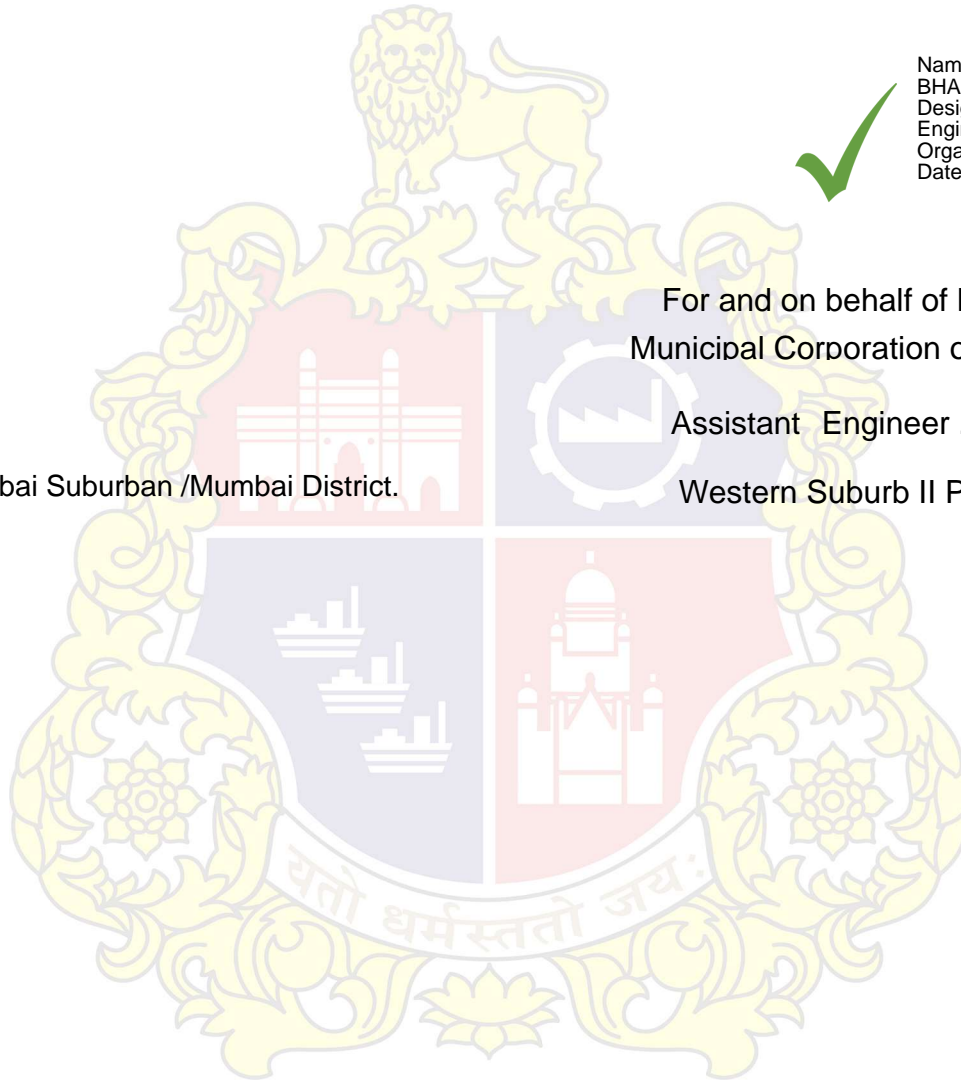 Nam
BHA
Desi
Engi
Orga
Date
For and on behalf of
Municipal Corporation
Assistant Engineer
bai Suburban /Mumbai District.
Western Suburb II P
यतो धर्मस्ततो जय: